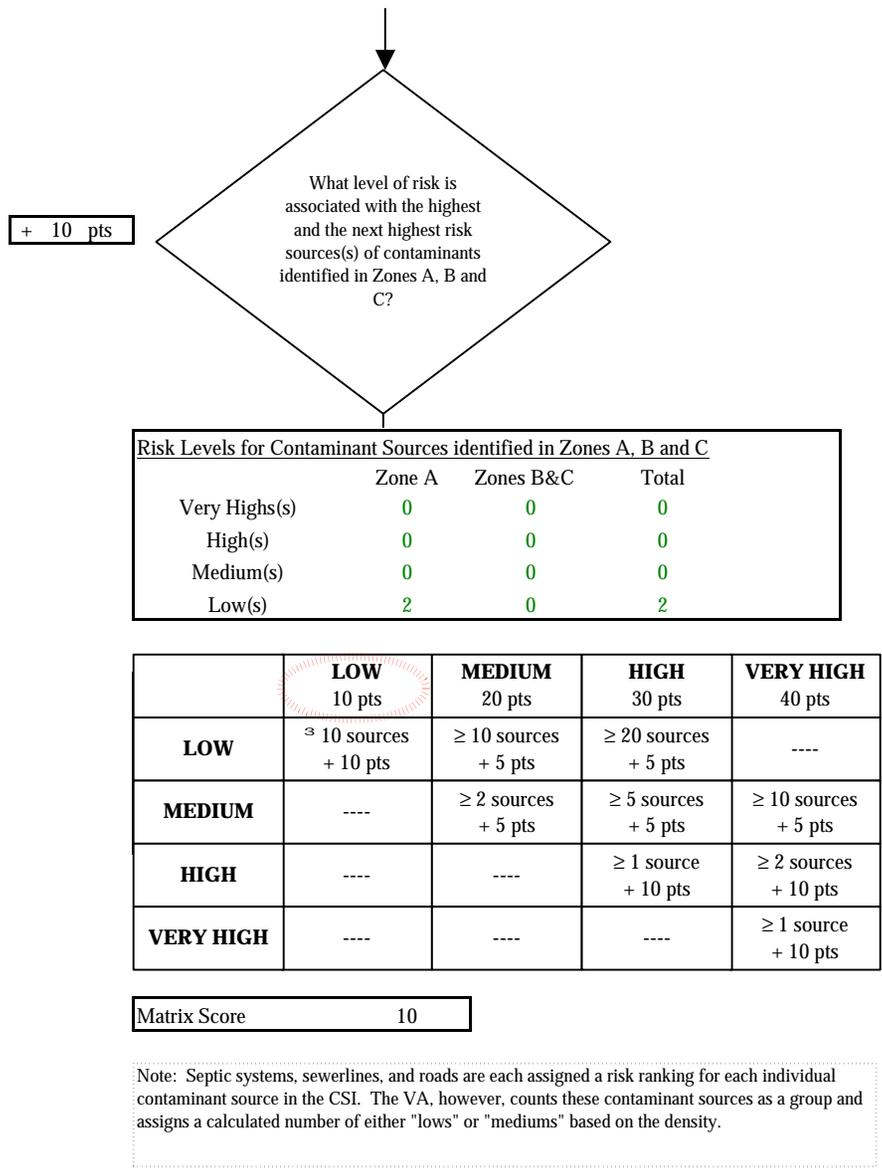 What level of risk is
associated with the highest
and the next highest risk
sources(s) of contaminants
identified in Zones A, B and
C?
+ 10 pts
Risk Levels for Contaminant Sources identified in Zones A, B and C
Zone A Zones B&C Total
Very Highs(s) 0 0 0
High(s) 0 0 0
Medium(s) 0 0 0
Low(s) 2 0 2
LOW MEDIUM HIGH VERY HIGH
10 pts 20 pts 30 pts 40 pts
LOW ³ 10 sources ≥ 10 sources ≥ 20 sources ----
+ 10 pts + 5 pts + 5 pts
MEDIUM ---- ≥ 2 sources ≥ 5 sources ≥ 10 sources
+ 5 pts + 5 pts + 5 pts
HIGH ---- ---- ≥ 1 source ≥ 2 sources
+ 10 pts + 10 pts
VERY HIGH ---- ---- ---- ≥ 1 source
+ 10 pts
Matrix Score 10
Note: Septic systems, sewerlines, and roads are each assigned a risk ranking for each individual
contaminant source in the CSI. The VA, however, counts these contaminant sources as a group and
assigns a calculated number of either "lows" or "mediums" based on the density.